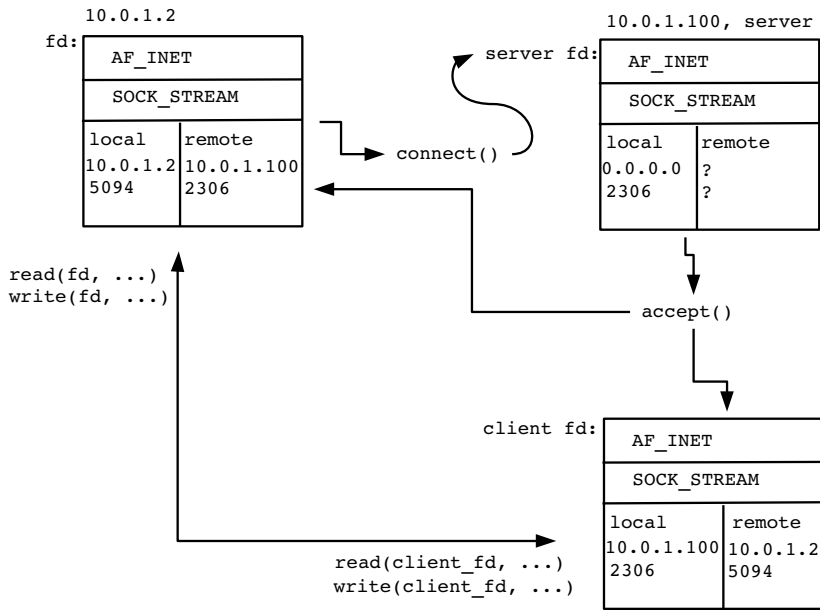 10.0.1.2
fd:
AF_INET
SOCK_STREAM
local remote
10.0.1.2 10.0.1.100
5094 2306
connect()
10.0.1.100, server
server fd:
AF_INET
SOCK_STREAM
local remote
0.0.0.0 ?
2306 ?
read(fd, ...)
write(fd, ...)
accept()
client fd:
AF_INET
SOCK_STREAM
local remote
10.0.1.100 10.0.1.2
2306 5094
read(client_fd, ...)
write(client_fd, ...)